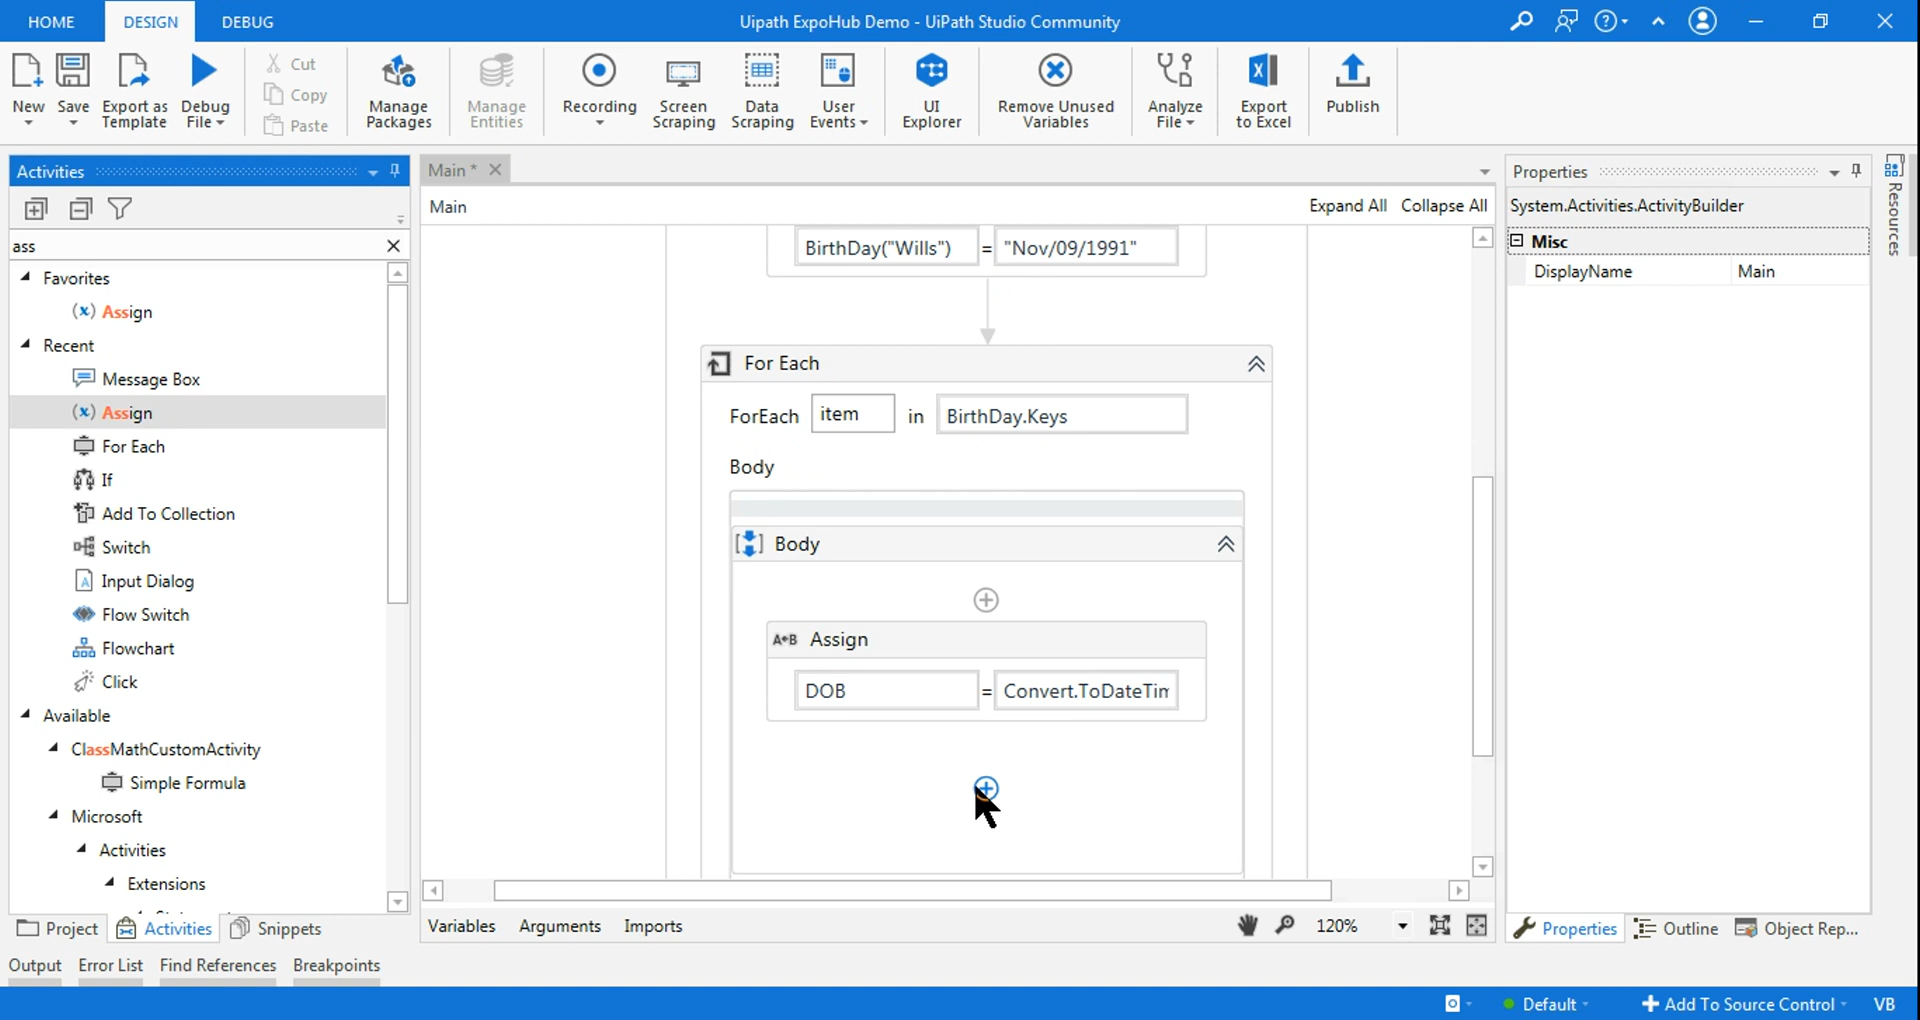 HOME DESIGN DEBUG Uipath ExpoHub Demo - UiPath Studio Community
New Save Export as Template Debug File Cut Copy Paste Manage Packages Manage Entities Recording Screen Scraping Data Scraping User Events UI Explorer Remove Unused Variables Analyze File Export to Excel Publish
Activities
ass
Favorites
(x) Assign
Recent
Message Box
(x) Assign
For Each
If
Add To Collection
Switch
Input Dialog
Flow Switch
Flowchart
Click
Available
ClassMathCustomActivity
Simple Formula
Microsoft
Activities
Extensions
Project Activities Snippets
Main *
Main Expand All Collapse All
BirthDay("Wills") = "Nov/09/1991"
For Each
ForEach item in BirthDay.Keys
Body
Body
A+B Assign
DOB = Convert.ToDateTim
Variables Arguments Imports 120%
Properties
System.Activities.ActivityBuilder
Misc
DisplayName Main
Properties Outline Object Rep...
Resources
Output Error List Find References Breakpoints
Default Add To Source Control VB